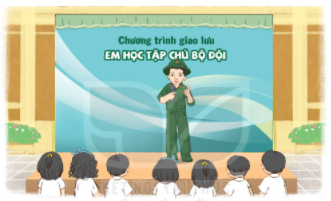 Chương trình giao lưu
EM HỌC TẬP CHÚ BỘ ĐỘI